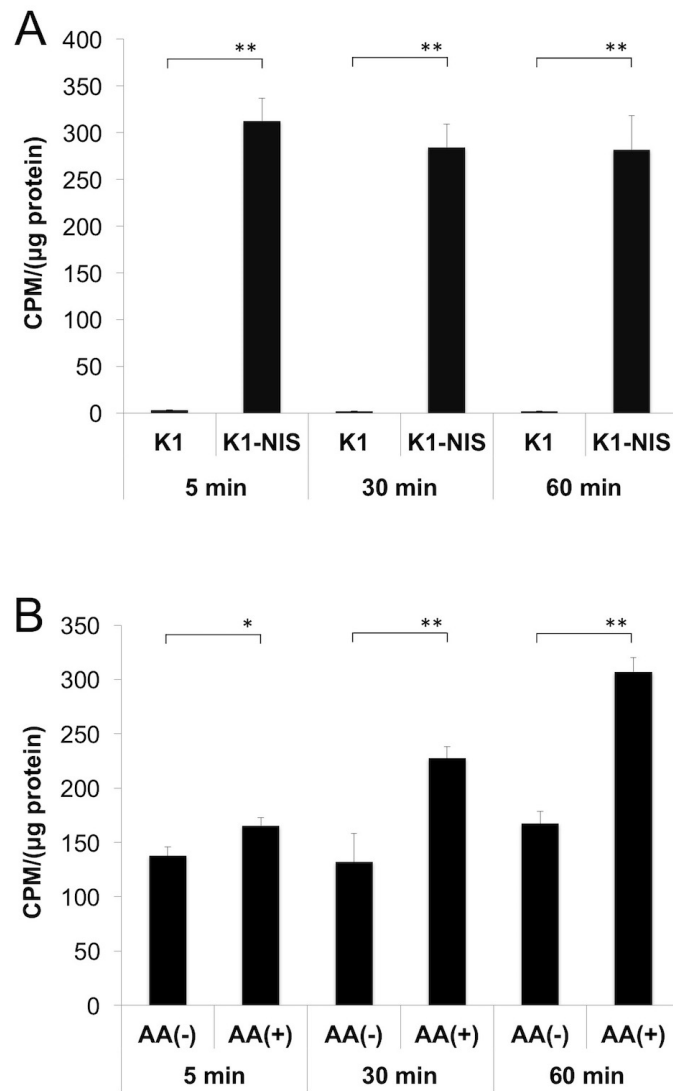 A
CPM/(µg protein)
400
350
300
250
200
150
100
50
0
** ** **
K1 K1-NIS K1 K1-NIS K1 K1-NIS
5 min 30 min 60 min
B
CPM/(µg protein)
350
300
250
200
150
100
50
0
* ** **
AA(-) AA(+) AA(-) AA(+) AA(-) AA(+)
5 min 30 min 60 min